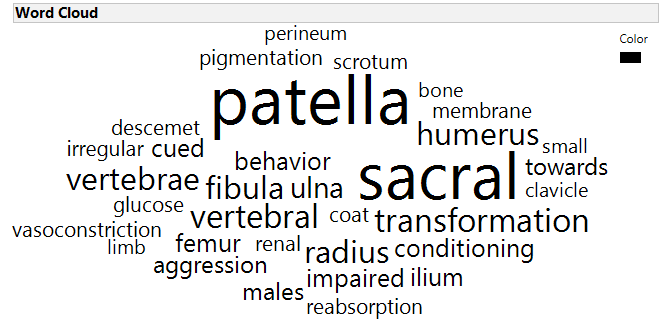 Word Cloud
Color
perineum
pigmentation
scrotum
patella
bone
membrane
descemet
humerus
irregular
cued
small
behavior
sacral
towards
vertebrae
fibula
ulna
clavicle
glucose
vertebral
coat
transformation
vasoconstriction
limb
femur
renal
radius
conditioning
aggression
impaired
ilium
males
reabsorption